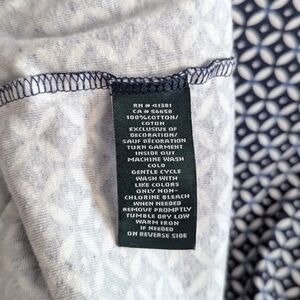 RN # 41381
CA # 56650
100%COTTON/
COTON
EXCLUSIVE OF
DECORATION/
SAUF DÉCORATION
TURN GARMENT
INSIDE OUT
MACHINE WASH
COLD
GENTLE CYCLE
WASH WITH
LIKE COLORS
ONLY NON-
CHLORINE BLEACH
WHEN NEEDED
REMOVE PROMPTLY
TUMBLE DRY LOW
WARM IRON
IF NEEDED
ON REVERSE SIDE